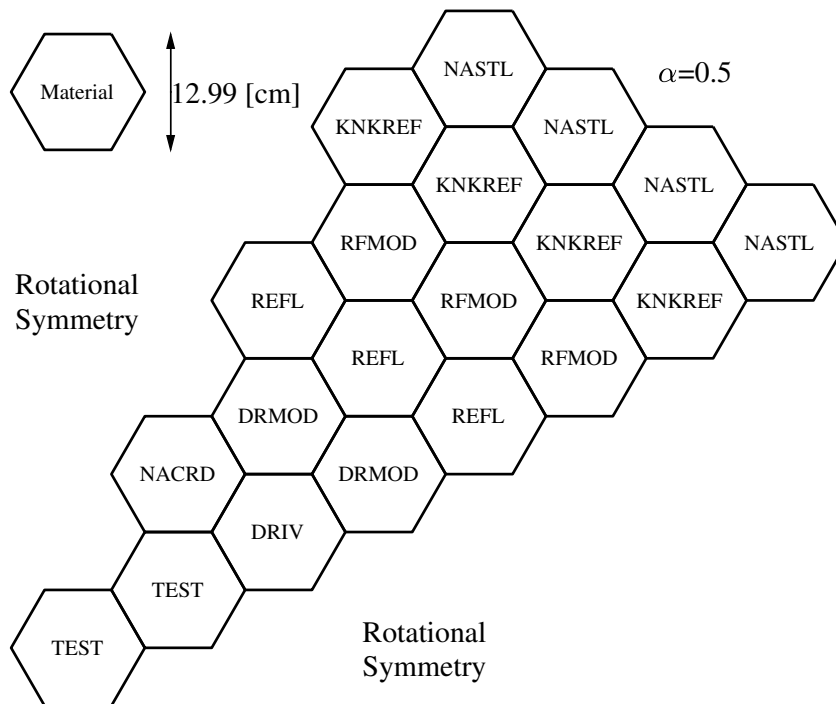 NASTL
α=0.5
Material
12.99 [cm]
KNKREF
NASTL
KNKREF
NASTL
RFMOD
KNKREF
NASTL
Rotational
Symmetry
REFL
RFMOD
KNKREF
REFL
RFMOD
DRMOD
REFL
NACRD
DRMOD
DRIV
TEST
TEST
Rotational
Symmetry